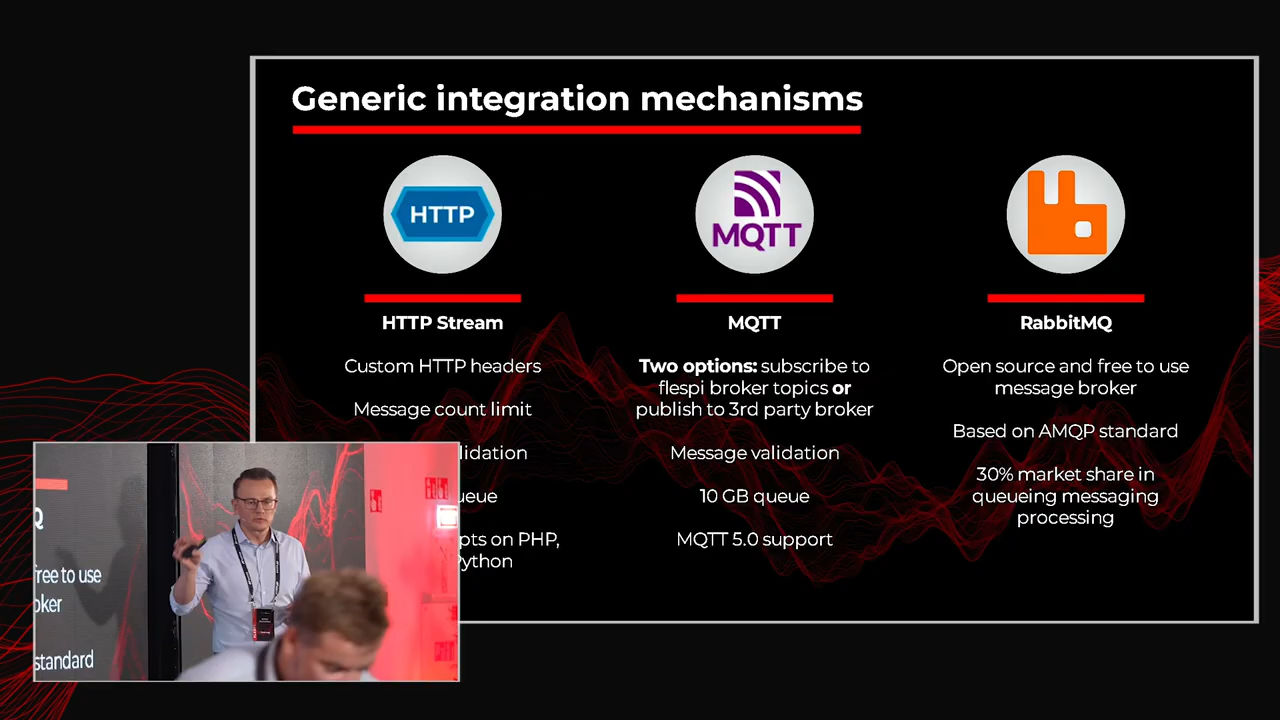 Generic integration mechanisms
HTTP
MQTT
HTTP Stream
Custom HTTP headers
Message count limit
lidation
ueue
pts on PHP,
ython
MQTT
Two options: subscribe to
flespi broker topics or
publish to 3rd party broker
Message validation
10 GB queue
MQTT 5.0 support
RabbitMQ
Open source and free to use
message broker
Based on AMQP standard
30% market share in
queueing messaging
processing
Q
free to use
oker
standard